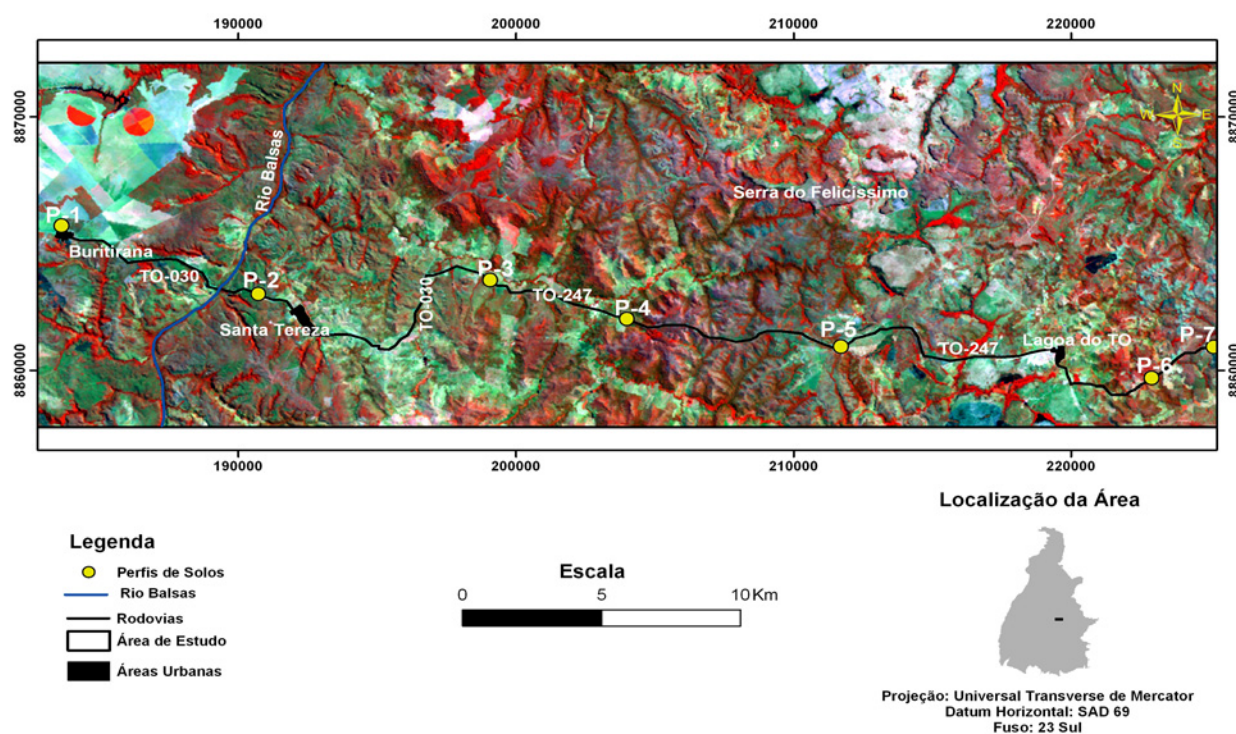 190000 200000 210000 220000
8870000
8870000
N
W E
S
Rio Balsas
Serra do Felicíssimo
P-1
Buritirana
TO-030
P-2
Santa Tereza
TO-030
P-3
TO-247
P-4
P-5
TO-247
Lagoa do TO
P-6
P-7
8860000
8860000
190000 200000 210000 220000
Legenda
Perfis de Solos
Rio Balsas
Rodovias
Área de Estudo
Áreas Urbanas
Escala
0 5 10 Km
Localização da Área
Projeção: Universal Transverse de Mercator
Datum Horizontal: SAD 69
Fuso: 23 Sul